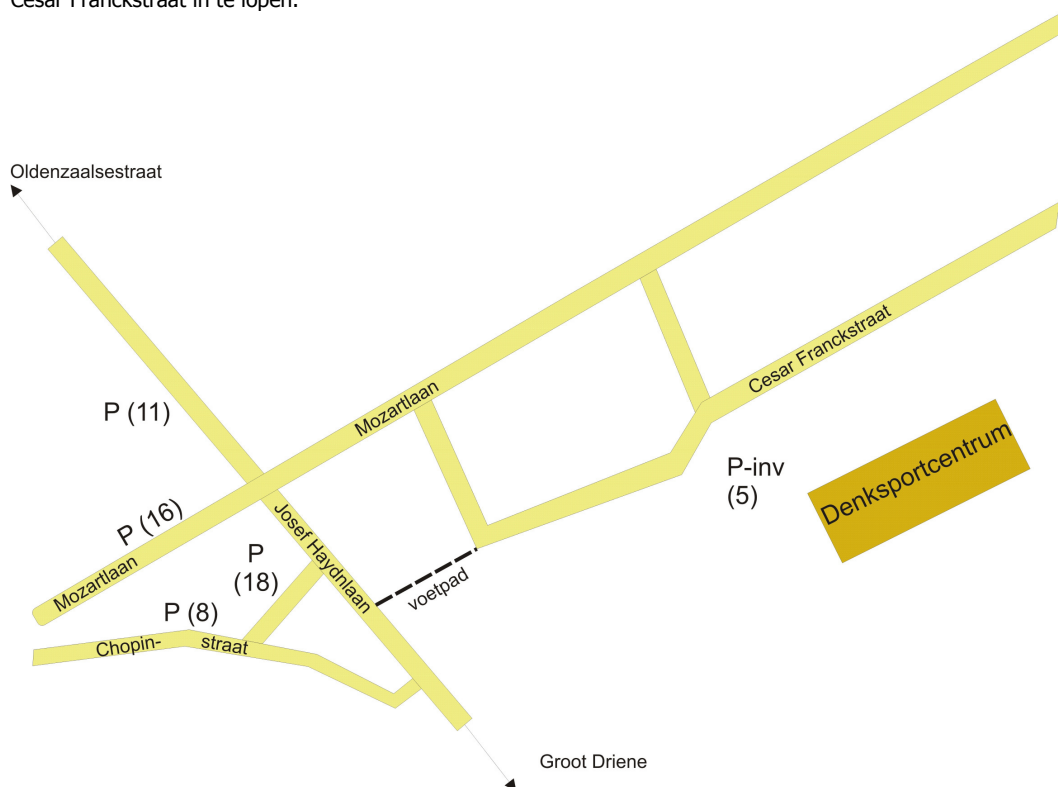 Cesar Franckstraat in te lopen.
Oldenzaalsestraat
P (11)
Mozartlaan
Cesar Franckstraat
P-inv
(5)
Denksportcentrum
P (16)
Mozartlaan
Josef Haydnlaan
P
(18)
voetpad
P (8)
Chopin-
straat
Groot Driene